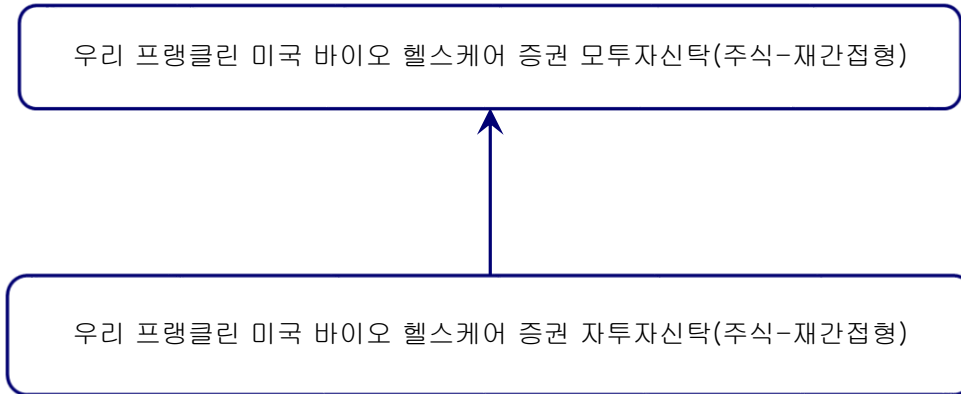 우리 프랭클린 미국 바이오 헬스케어 증권 모투자신탁(주식-재간접형)
우리 프랭클린 미국 바이오 헬스케어 증권 자투자신탁(주식-재간접형)